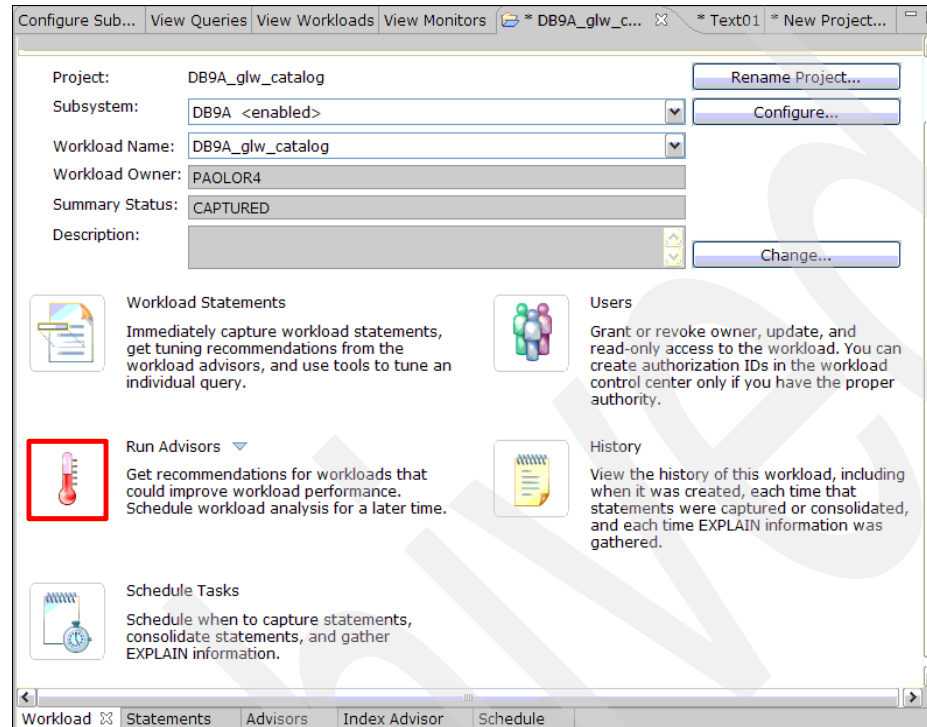 Configure Sub... View Queries View Workloads View Monitors * DB9A_glw_c... * Text01 * New Project...
Project: DB9A_glw_catalog Rename Project...
Subsystem: DB9A <enabled> Configure...
Workload Name: DB9A_glw_catalog
Workload Owner: PAOLOR4
Summary Status: CAPTURED
Description: Change...
Workload Statements
Immediately capture workload statements,
get tuning recommendations from the
workload advisors, and use tools to tune an
individual query.
Users
Grant or revoke owner, update, and
read-only access to the workload. You can
create authorization IDs in the workload
control center only if you have the proper
authority.
Run Advisors
Get recommendations for workloads that
could improve workload performance.
Schedule workload analysis for a later time.
History
View the history of this workload, including
when it was created, each time that
statements were captured or consolidated,
and each time EXPLAIN information was
gathered.
Schedule Tasks
Schedule when to capture statements,
consolidate statements, and gather
EXPLAIN information.
Workload Statements Advisors Index Advisor Schedule